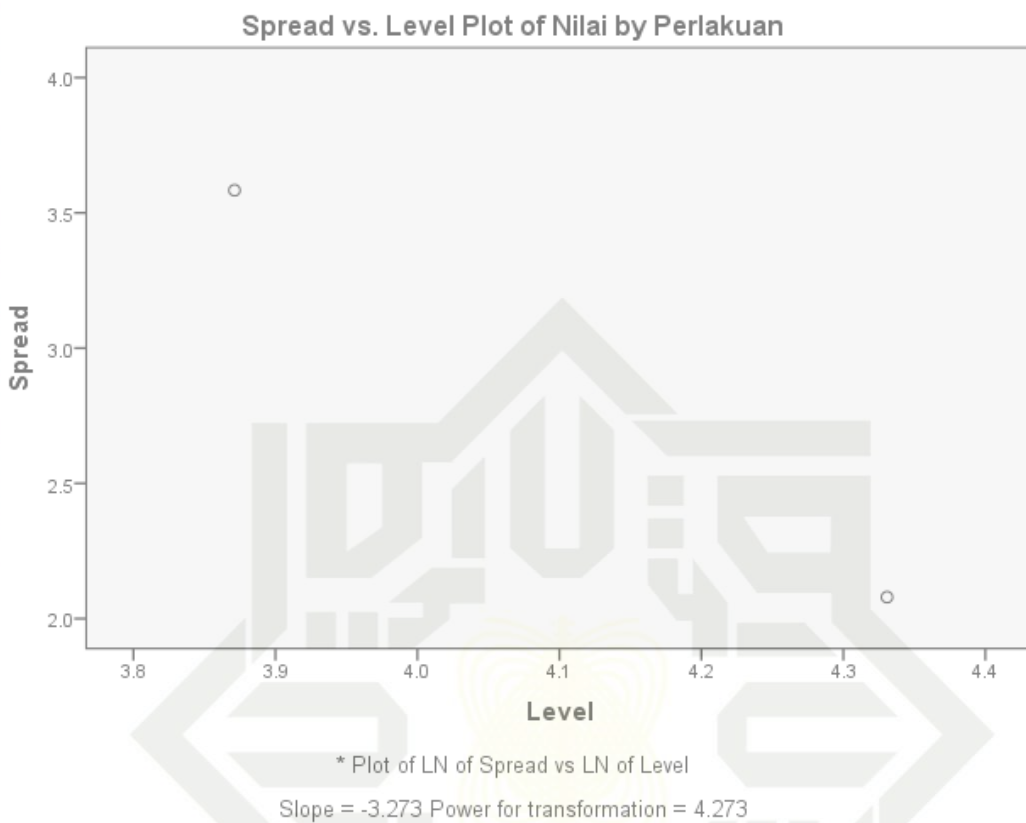 Spread vs. Level Plot of Nilai by Perlakuan
4.0
3.5
3.0
2.5
2.0
Spread
3.8 3.9 4.0 4.1 4.2 4.3 4.4
Level
* Plot of LN of Spread vs LN of Level
Slope = -3.273 Power for transformation = 4.273